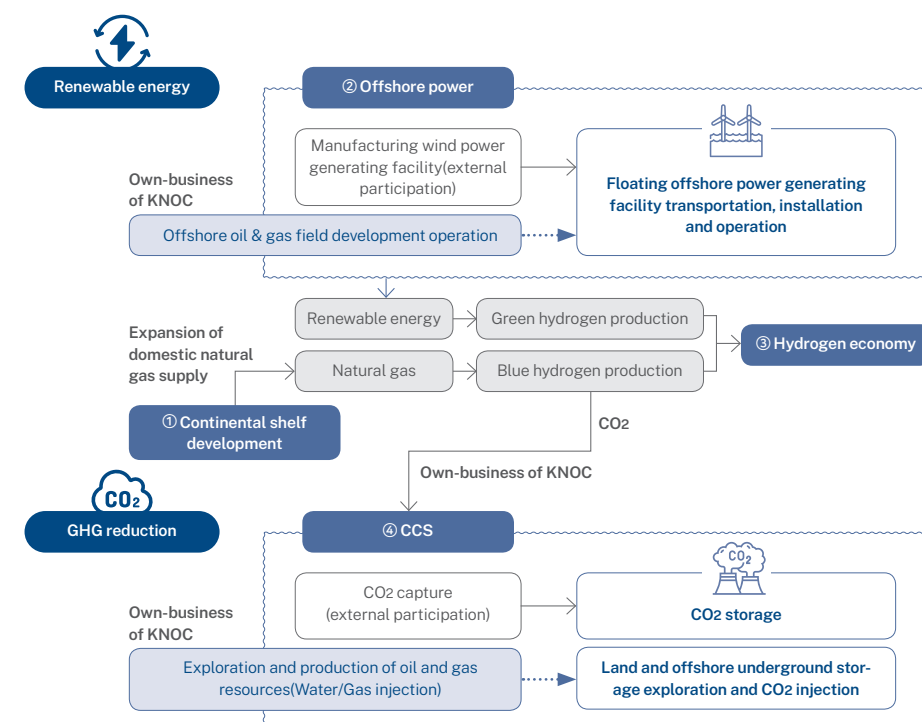 Renewable energy
② Offshore power
Manufacturing wind power
generating facility(external
participation)
Floating offshore power generating
facility transportation, installation
and operation
Own-business
of KNOC
Offshore oil & gas field development operation
Renewable energy
Green hydrogen production
Expansion of
domestic natural
gas supply
③ Hydrogen economy
Natural gas
Blue hydrogen production
① Continental shelf
development
CO2
Own-business of KNOC
CO2
GHG reduction
④ CCS
CO2
CO2 capture
(external participation)
CO2 storage
Own-business
of KNOC
Exploration and production of oil and gas
resources(Water/Gas injection)
Land and offshore underground stor-
age exploration and CO2 injection